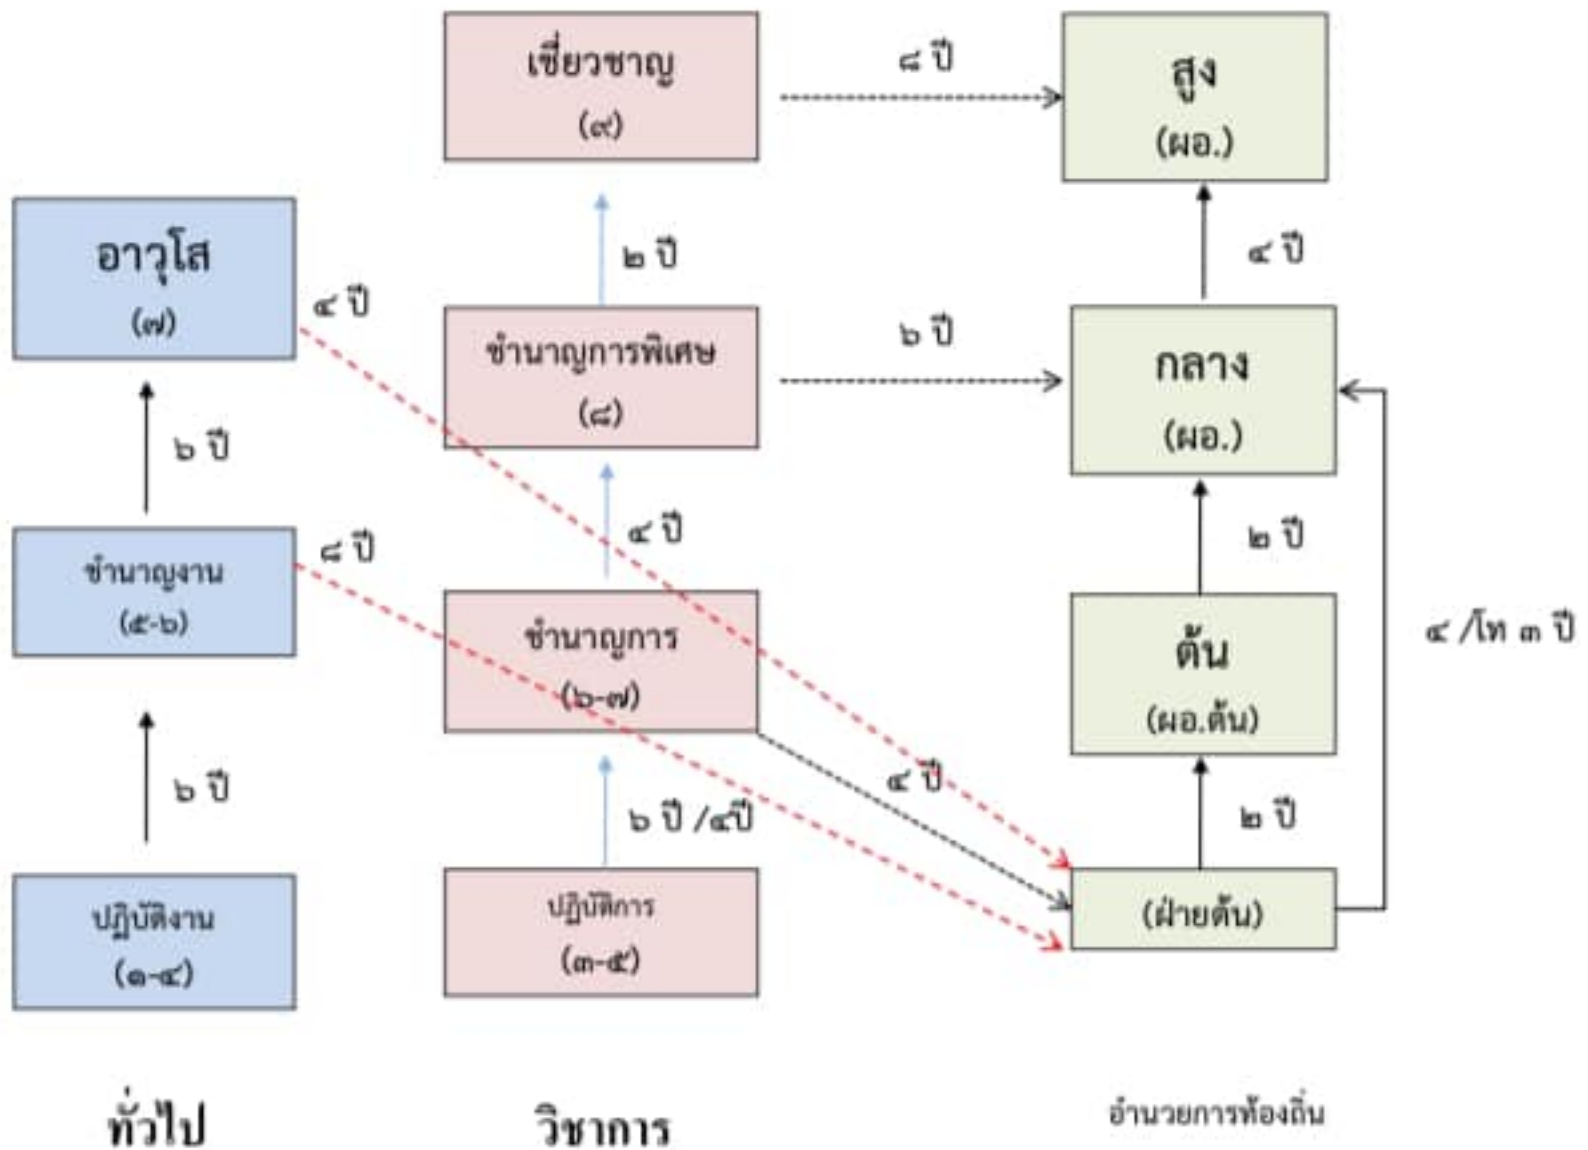 เชี่ยวชาญ
(๙)
๘ ปี
สูง
(ผอ.)
อาวุโส
(๗)
๔ ปี
๒ ปี
๔ ปี
ชำนาญการพิเศษ
(๘)
๖ ปี
กลาง
(ผอ.)
๖ ปี
ชำนาญงาน
(๕-๖)
๘ ปี
๔ ปี
๒ ปี
ชำนาญการ
(๖-๗)
ต้น
(ผอ.ต้น)
๔ /โท ๓ ปี
๖ ปี
๖ ปี /๔ปี
๔ ปี
๒ ปี
ปฏิบัติงาน
(๑-๔)
ปฏิบัติการ
(๓-๕)
(ฝ่ายต้น)
ทั่วไป
วิชาการ
อำนวยการท้องถิ่น